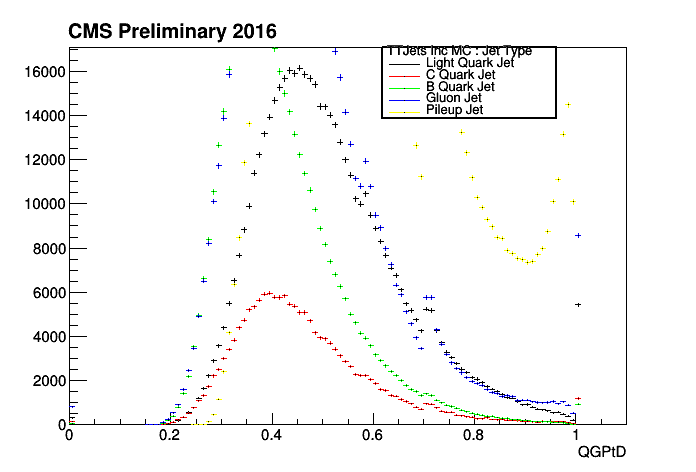 CMS Preliminary 2016
TTJets Inc MC : Jet Type
Light Quark Jet
C Quark Jet
B Quark Jet
Gluon Jet
Pileup Jet
16000
14000
12000
10000
8000
6000
4000
2000
0
0 0.2 0.4 0.6 0.8 1
QGPtD